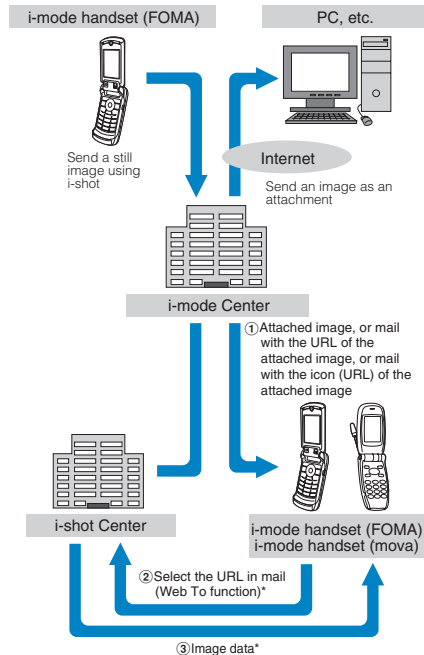 i-mode handset (FOMA)
PC, etc.
Send a still
image using
i-shot
Internet
Send an image as an
attachment
i-mode Center
①Attached image, or mail
with the URL of the
attached image, or mail
with the icon (URL) of the
attached image
i-shot Center
i-mode handset (FOMA)
i-mode handset (mova)
②Select the URL in mail
(Web To function)*
③Image data*